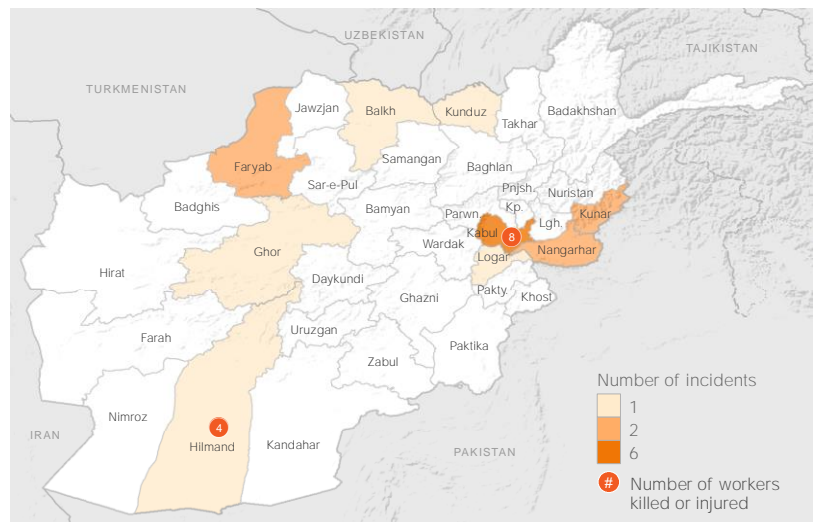 UZBEKISTAN
TAJIKISTAN
TURKMENISTAN
Jawzjan
Balkh
Kunduz
Takhar
Badakhshan
Faryab
Samangan
Baghlan
Sar-e-Pul
Pnjsh.
Nuristan
Badghis
Bamyan
Parwn.
Kp.
Lgh.
Kunar
Kabul
8
Ghor
Wardak
Logar
Nangarhar
Hirat
Daykundi
Ghazni
Pakty.
Khost
Farah
Uruzgan
Zabul
Paktika
Nimroz
4
Hilmand
Kandahar
IRAN
PAKISTAN
Number of incidents
1
2
6
# Number of workers
killed or injured